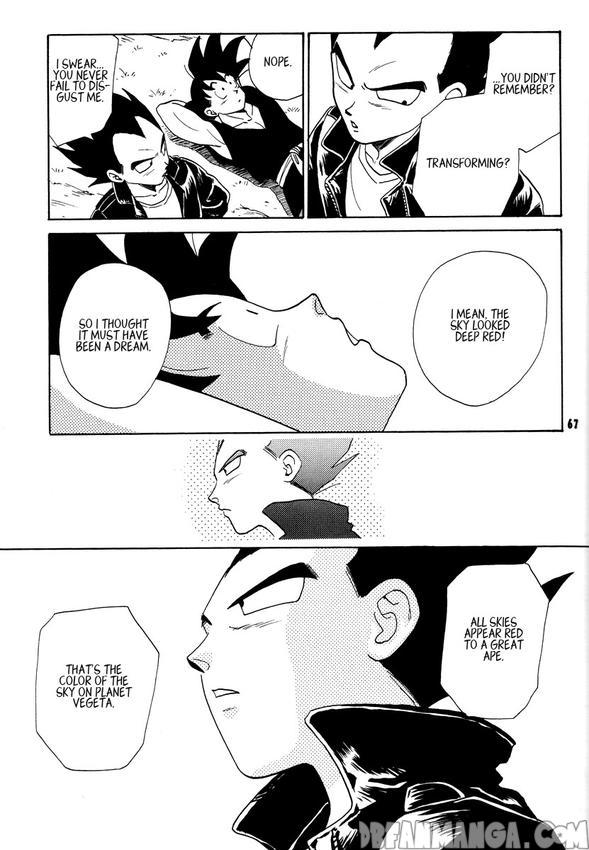 ...YOU DIDN'T
REMEMBER?
TRANSFORMING?
NOPE.
I SWEAR...
YOU NEVER
FAIL TO DIS-
GUST ME.
I MEAN, THE
SKY LOOKED
DEEP RED!
SO I THOUGHT
IT MUST HAVE
BEEN A DREAM.
67
ALL SKIES
APPEAR RED
TO A GREAT
APE.
THAT'S THE
COLOR OF THE
SKY ON PLANET
VEGETA.
DBFANMANGA.COM